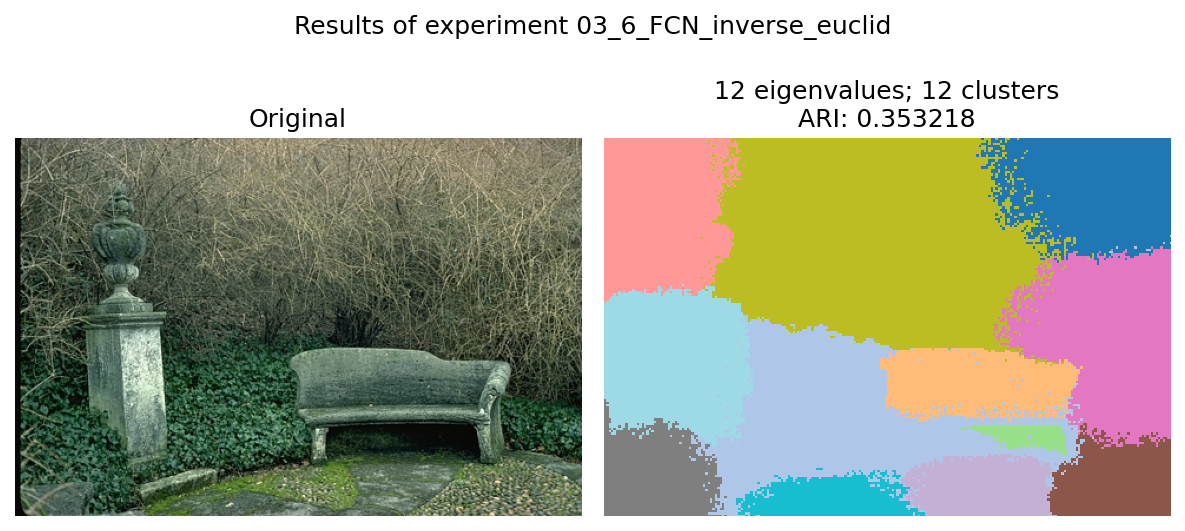 Results of experiment 03_6_FCN_inverse_euclid
Original
12 eigenvalues; 12 clusters
ARI: 0.353218